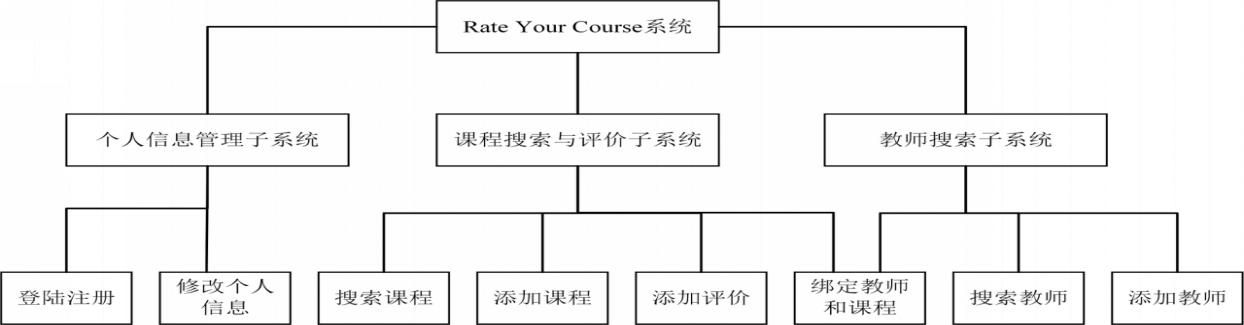 Rate Your Course系统
个人信息管理子系统
课程搜索与评价子系统
教师搜索子系统
登陆注册
修改个人
信息
搜索课程
添加课程
添加评价
绑定教师
和课程
搜索教师
添加教师